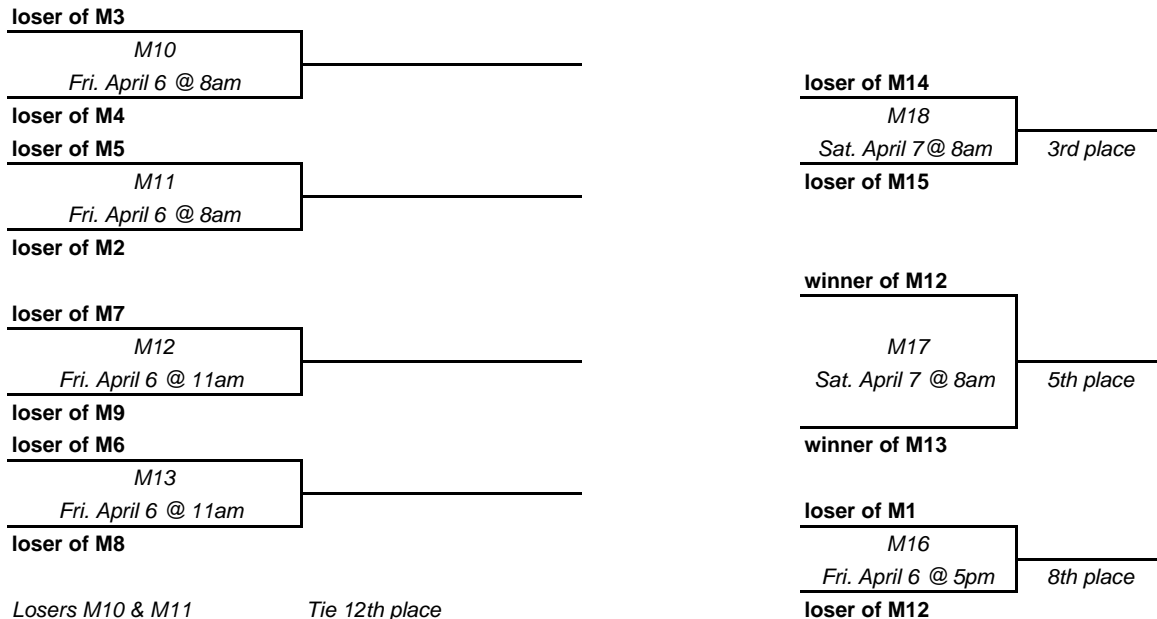 loser of M3
M10
Fri. April 6 @ 8am
loser of M4
loser of M5
M11
Fri. April 6 @ 8am
loser of M2
loser of M7
M12
Fri. April 6 @ 11am
loser of M9
loser of M6
M13
Fri. April 6 @ 11am
loser of M8
Losers M10 & M11 Tie 12th place
loser of M14
M18
Sat. April 7@ 8am 3rd place
loser of M15
winner of M12
M17
Sat. April 7 @ 8am 5th place
winner of M13
loser of M1
M16
Fri. April 6 @ 5pm 8th place
loser of M12